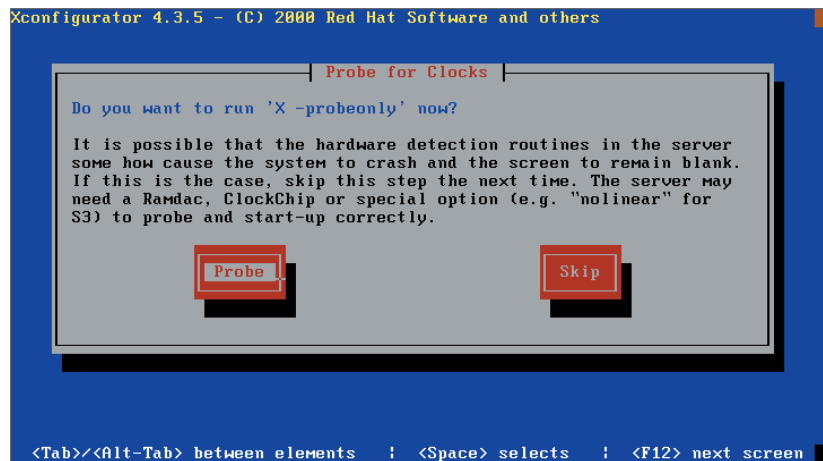 Xconfigurator 4.3.5 - (C) 2000 Red Hat Software and others
Probe for Clocks
Do you want to run 'X -probeonly' now?
It is possible that the hardware detection routines in the server
some how cause the system to crash and the screen to remain blank.
If this is the case, skip this step the next time. The server may
need a Ramdac, ClockChip or special option (e.g. "nolinear" for
S3) to probe and start-up correctly.
Probe Skip
<Tab>/<Alt-Tab> between elements ¦ <Space> selects ¦ <F12> next screen